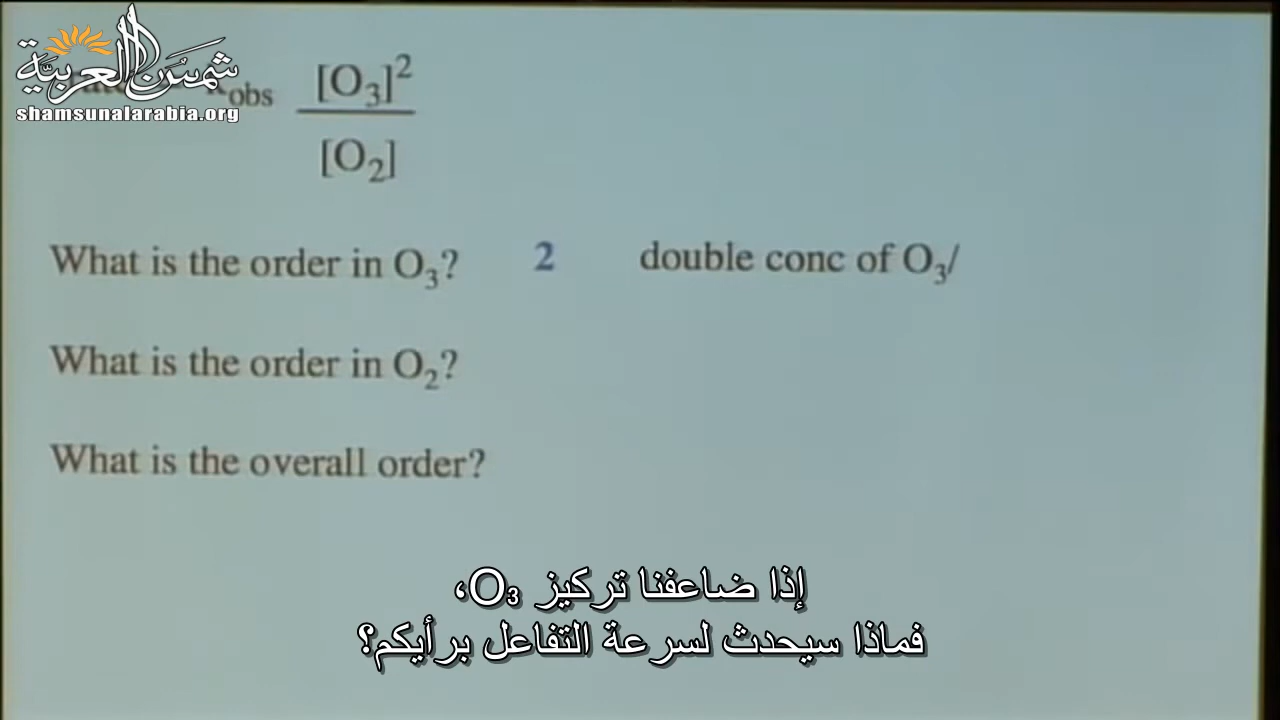 شمس العربية
shamsunalarabia.org
obs [O₃]²
[O₂]
What is the order in O₃? 2 double conc of O₃/
What is the order in O₂?
What is the overall order?
إذا ضاعفنا تركيز O₃،
فماذا سيحدث لسرعة التفاعل برأيكم؟